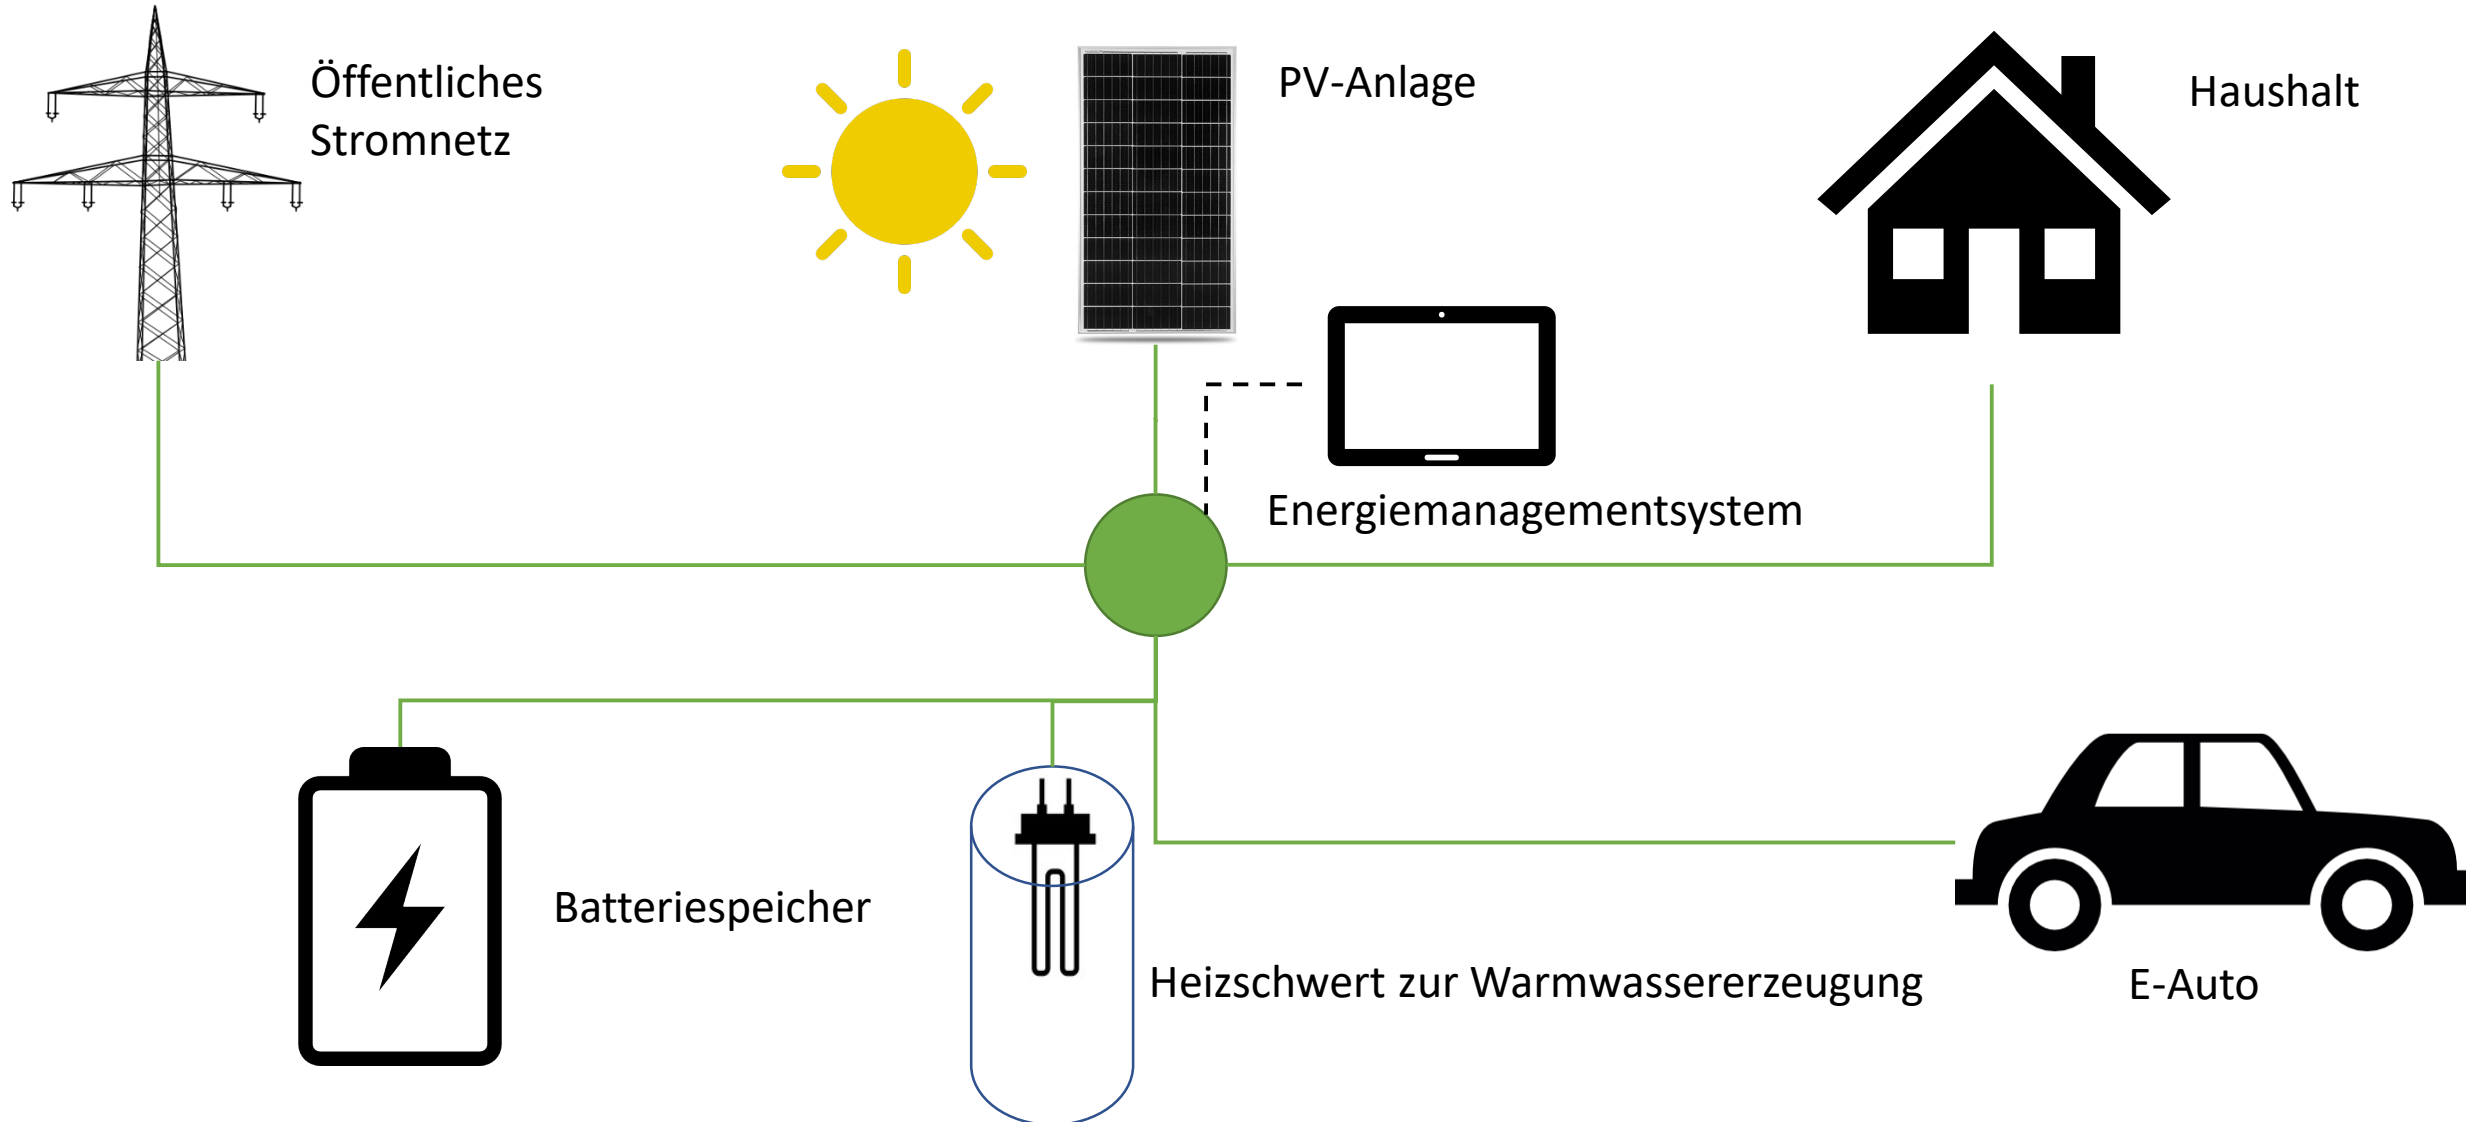 Öffentliches
Stromnetz
PV-Anlage
Haushalt
Energiemanagementsystem
Batteriespeicher
Heizschwert zur Warmwassererzeugung
E-Auto